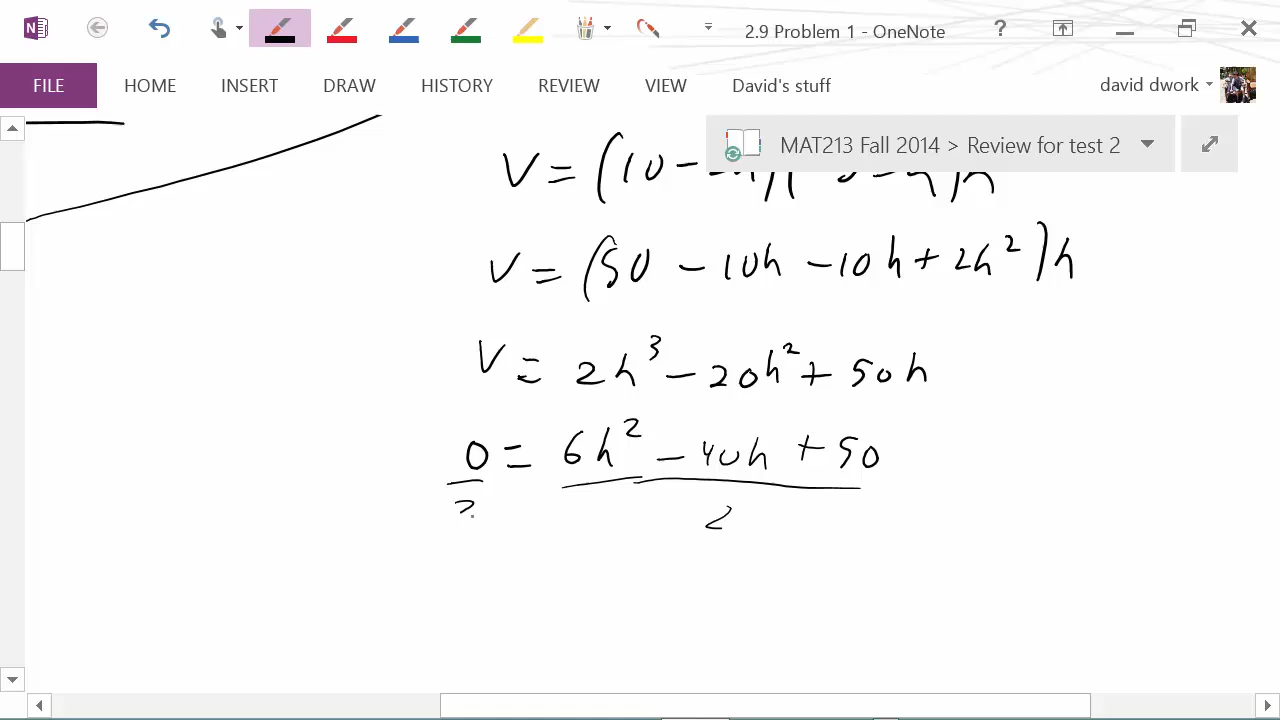 2.9 Problem 1 - OneNote
?
FILE HOME INSERT DRAW HISTORY REVIEW VIEW David's stuff
david dwork
MAT213 Fall 2014 > Review for test 2
V = (10 -
V = (50 - 10h - 10h + 2h²)h
V = 2h³ - 20h² + 50h
0 = 6h² - 40h + 50
2 2